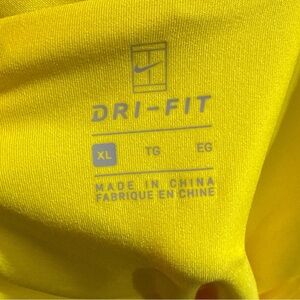 DRI-FIT
XL TG EG
MADE IN CHINA
FABRIQUE EN CHINE